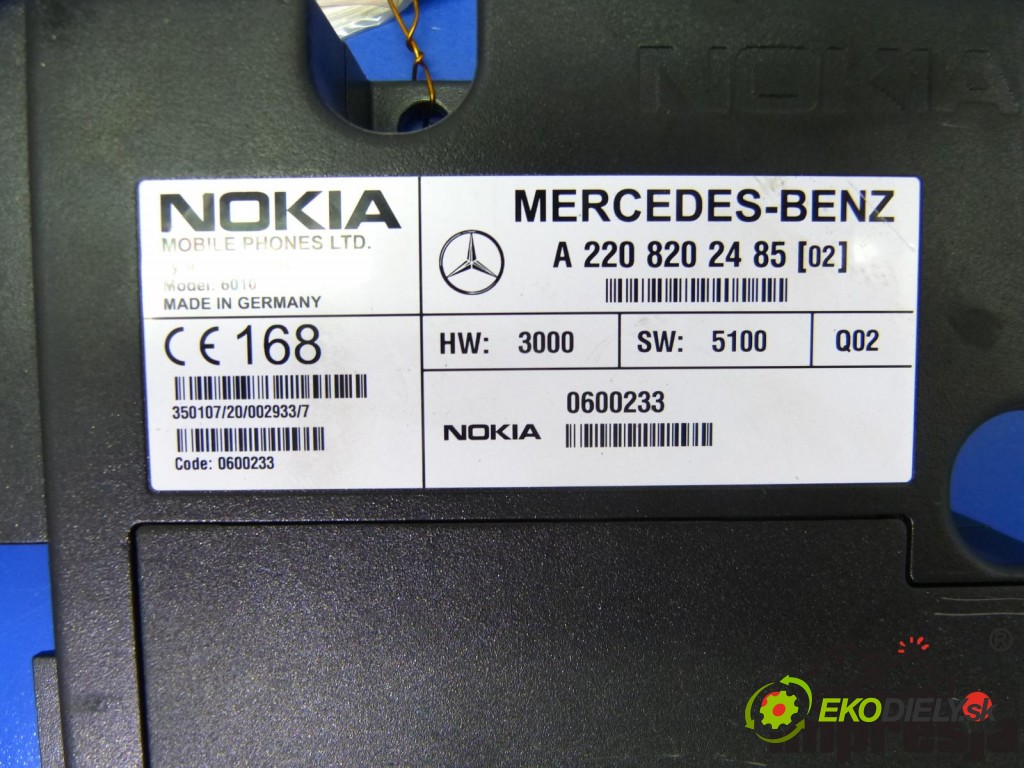 NOKIA
NOKIA
MOBILE PHONES LTD.
Model: 6010
MADE IN GERMANY
CE 168
350107/20/002933/7
Code: 0600233
MERCEDES-BENZ
A 220 820 24 85 [02]
HW: 3000
SW: 5100
Q02
0600233
NOKIA
®
EKODIELY.sk
impresja